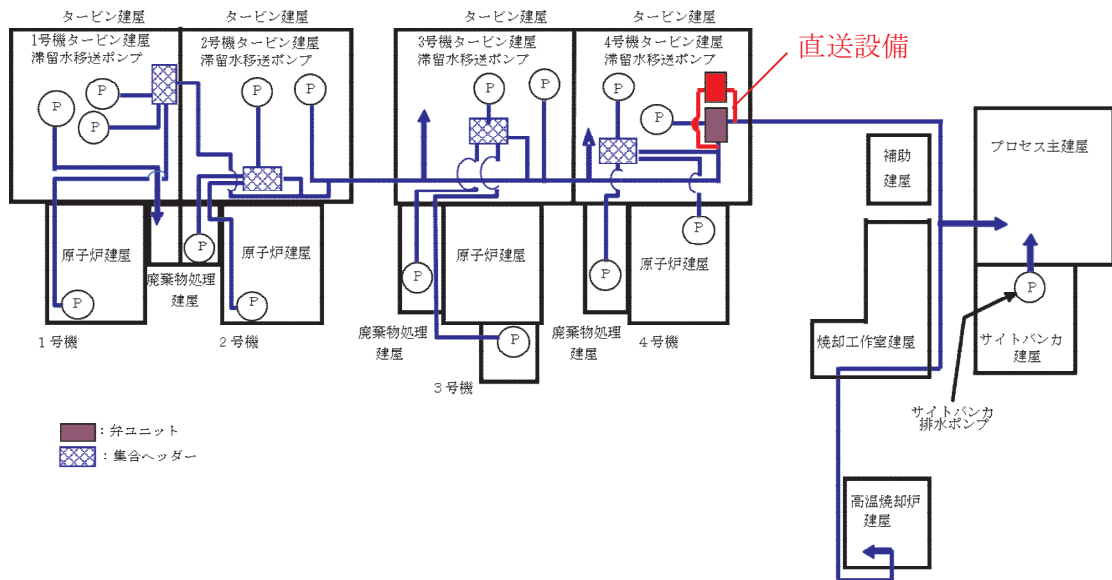 タービン建屋
タービン建屋
タービン建屋
タービン建屋
1号機タービン建屋
滞留水移送ポンプ
2号機タービン建屋
滞留水移送ポンプ
3号機タービン建屋
滞留水移送ポンプ
4号機タービン建屋
滞留水移送ポンプ
直送設備
P
P
P
P
P
P
P
P
P
補助
建屋
プロセス主建屋
原子炉建屋
P
廃棄物処理
建屋
P
原子炉建屋
P
1号機
2号機
P
原子炉建屋
廃棄物処理
建屋
P
3号機
P
P
原子炉建屋
廃棄物処理
建屋
4号機
焼却工作室建屋
P
サイトバンカ
建屋
サイトバンカ
排水ポンプ
:弁ユニット
:集合ヘッダー
高温焼却炉
建屋